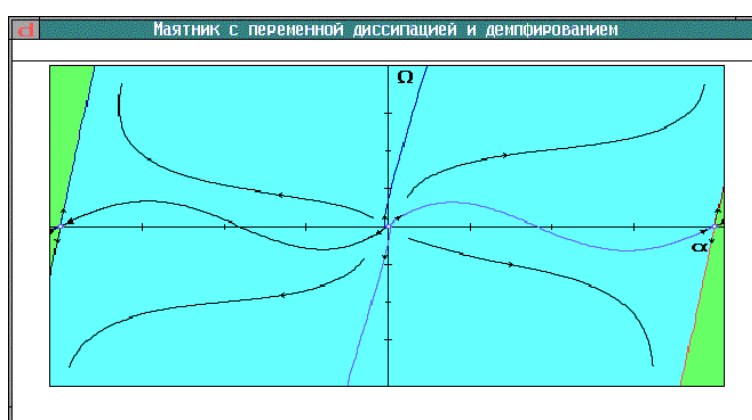 d Маятник с переменной диссипацией и демпфированием
Ω
α